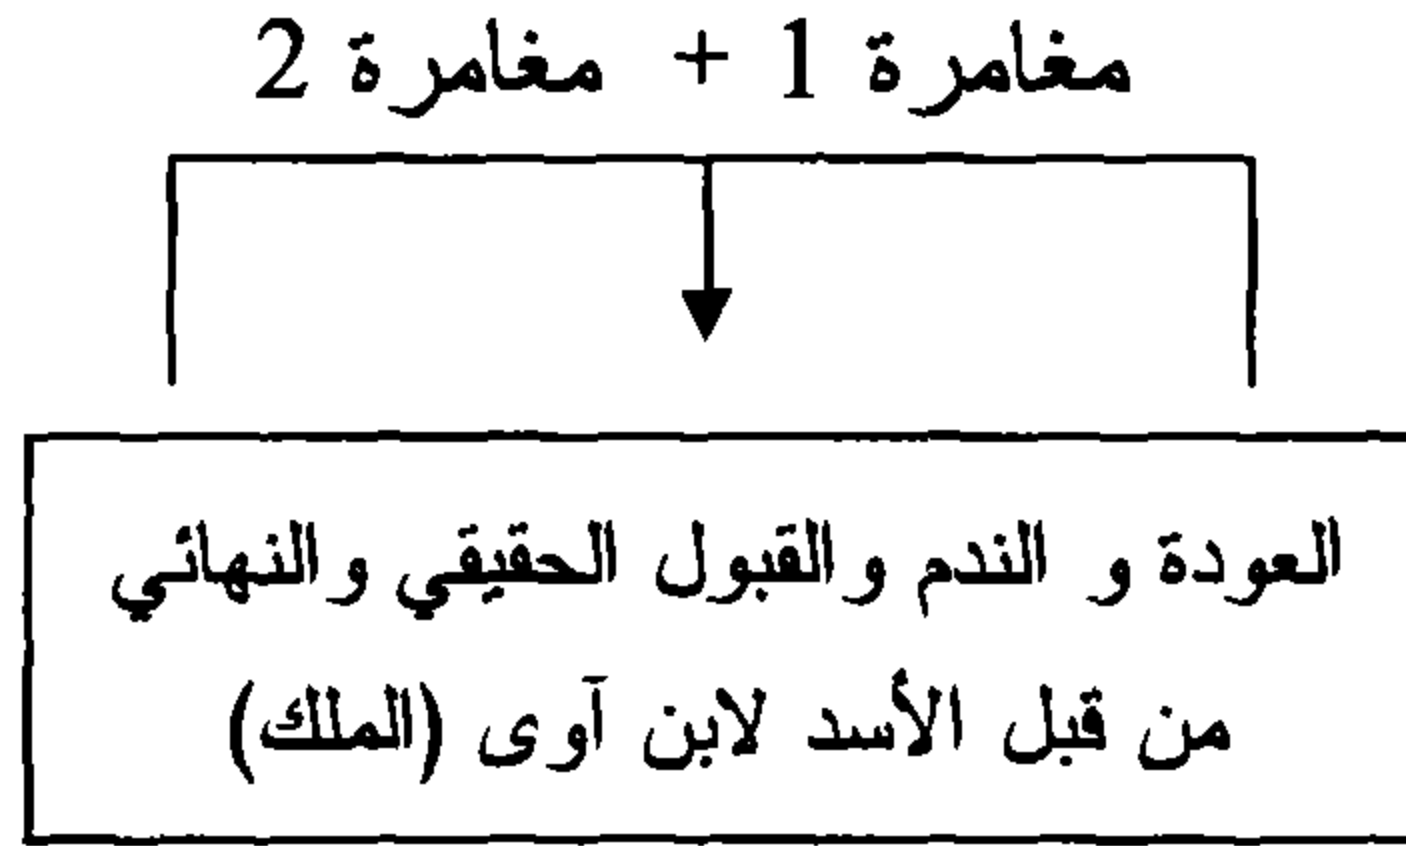 مغامرة 1 + مغامرة 2
العودة و الندم والقبول الحقيقي والنهائي
من قبل الأسد لابن آوى (الملك)